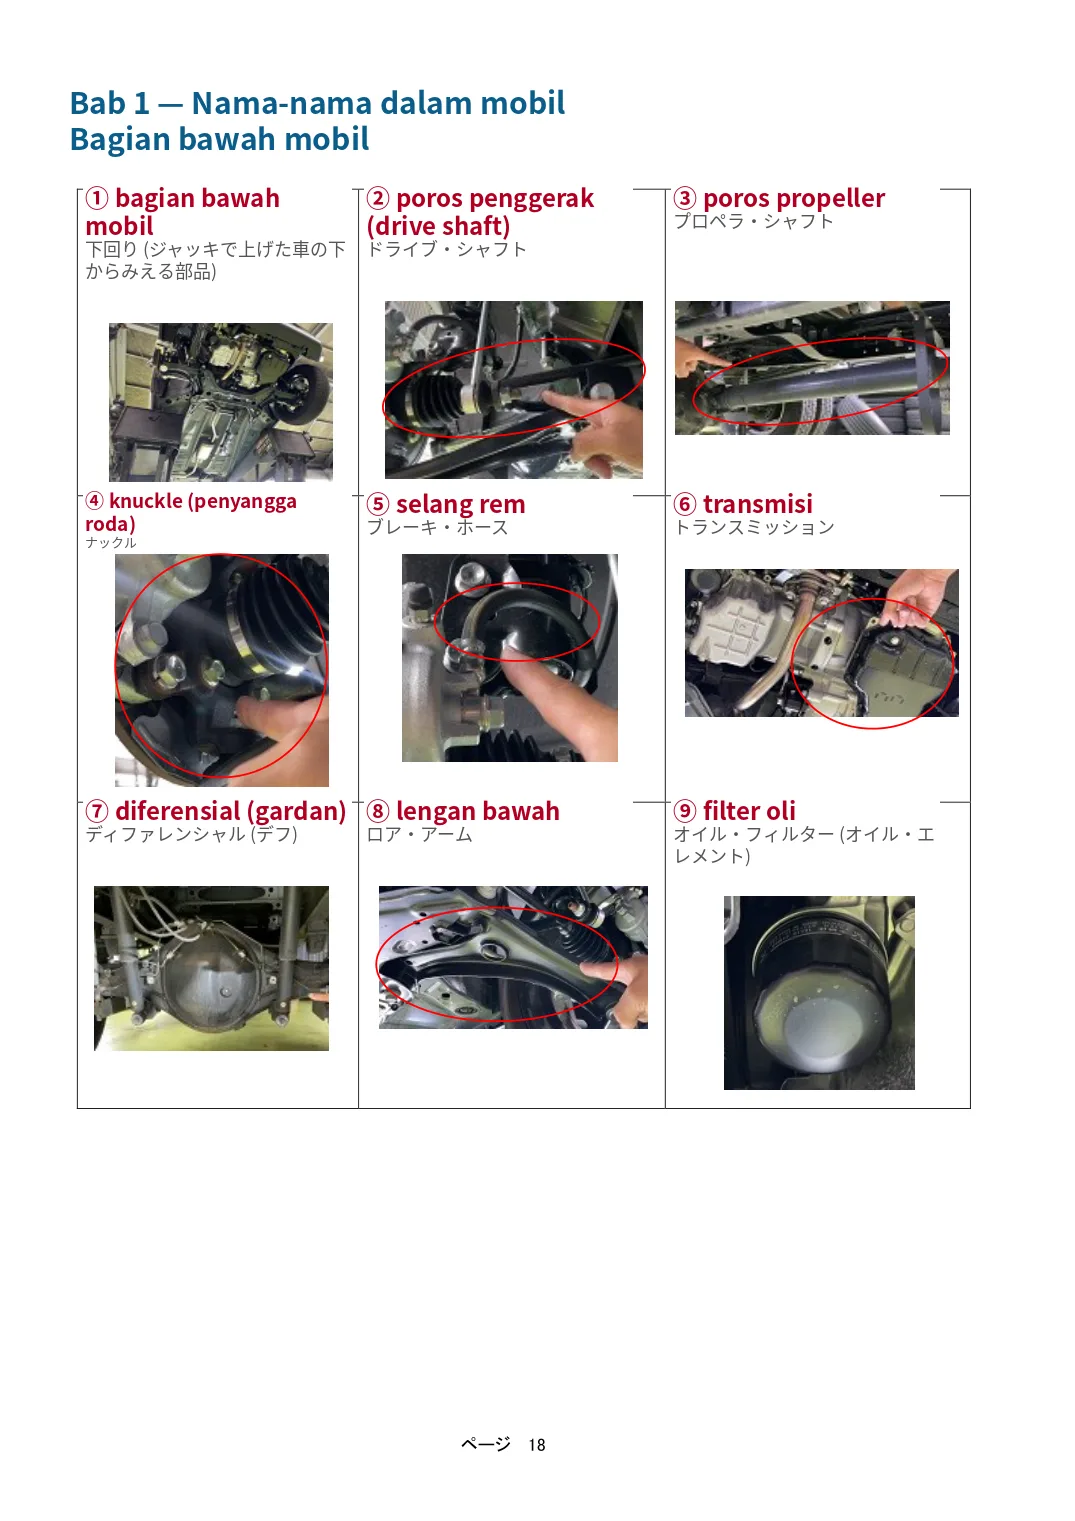 Bab 1 — Nama-nama dalam mobil
Bagian bawah mobil
① bagian bawah
mobil
下回り (ジャッキで上げた車の下
からみえる部品)
② poros penggerak
(drive shaft)
ドライブ・シャフト
③ poros propeller
プロペラ・シャフト
④ knuckle (penyangga
roda)
ナックル
⑤ selang rem
ブレーキ・ホース
⑥ transmisi
トランスミッション
⑦ diferensial (gardan)
ディファレンシャル (デフ)
⑧ lengan bawah
ロア・アーム
⑨ filter oli
オイル・フィルター (オイル・エ
レメント)
ページ 18